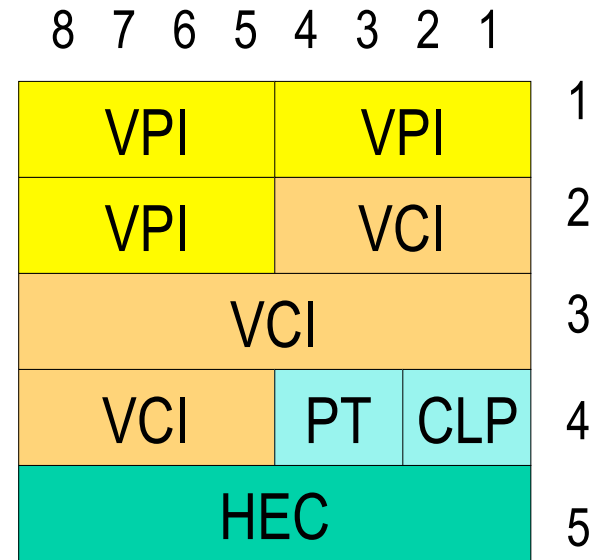 8 7 6 5 4 3 2 1
VPI VPI 1
VPI VCI 2
VCI 3
VCI PT CLP 4
HEC 5